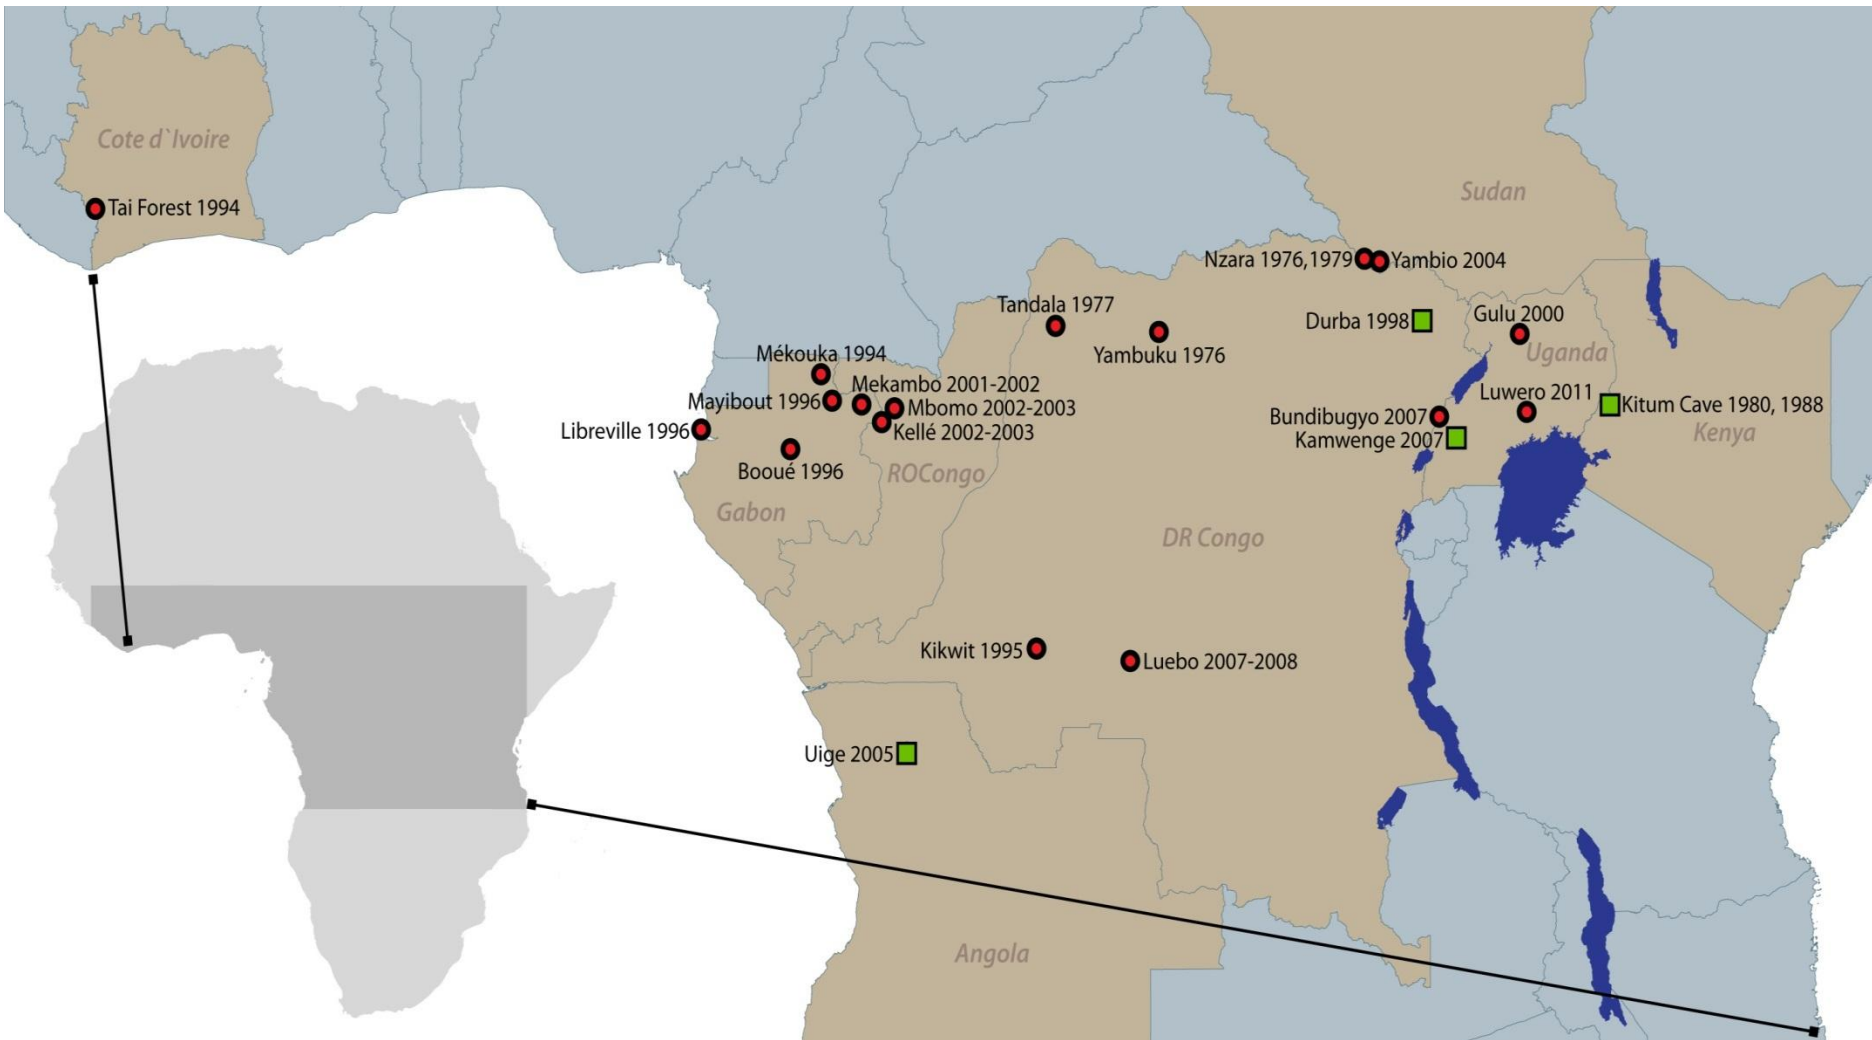 Cote d`Ivoire
Tai Forest 1994
Sudan
Nzara 1976,1979
Yambio 2004
Tandala 1977
Yambuku 1976
Durba 1998
Gulu 2000
Uganda
Mékouka 1994
Mekambo 2001-2002
Mayibout 1996
Mbomo 2002-2003
Kellé 2002-2003
Libreville 1996
Booué 1996
ROCongo
Gabon
Luwero 2011
Bundibugyo 2007
Kamwenge 2007
Kitum Cave 1980, 1988
Kenya
DR Congo
Kikwit 1995
Luebo 2007-2008
Uige 2005
Angola